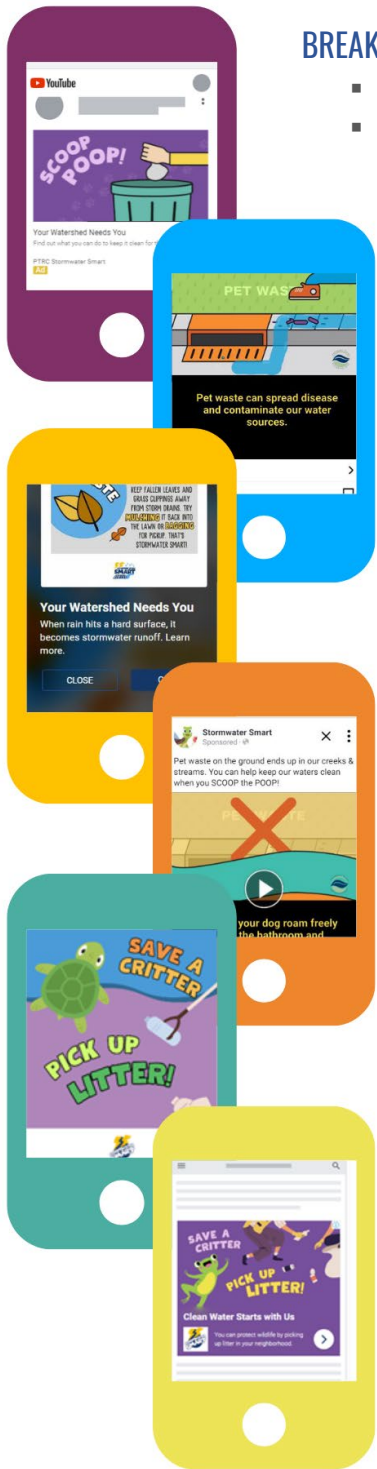 BREAK
YouTube
SCOOP
POOP!
Your Watershed Needs You
Find out what you can do to keep it clean for
PTRC Stormwater Smart
Ad
PET WAS
Pet waste can spread disease
and contaminate our water
sources.
KEEP FALLEN LEAVES AND
GRASS CLIPPINGS AWAY
FROM STORM DRAINS. TRY
MULCHING IT BACK INTO
THE LAWN OR BAGGING
FOR PICKUP. THAT'S
STORMWATER SMART!
SMART
Your Watershed Needs You
When rain hits a hard surface, it
becomes stormwater runoff. Learn
more.
CLOSE
Stormwater Smart
Sponsored
Pet waste on the ground ends up in our creeks &
streams. You can help keep our waters clean
when you SCOOP the POOP!
PET WASTE
your dog roam freely
the bathroom and
SAVE A
CRITTER
PICK UP
LITTER!
SAVE A
CRITTER
PICK UP
LITTER!
Clean Water Starts with Us
You can protect wildlife by picking
up litter in your neighborhood.